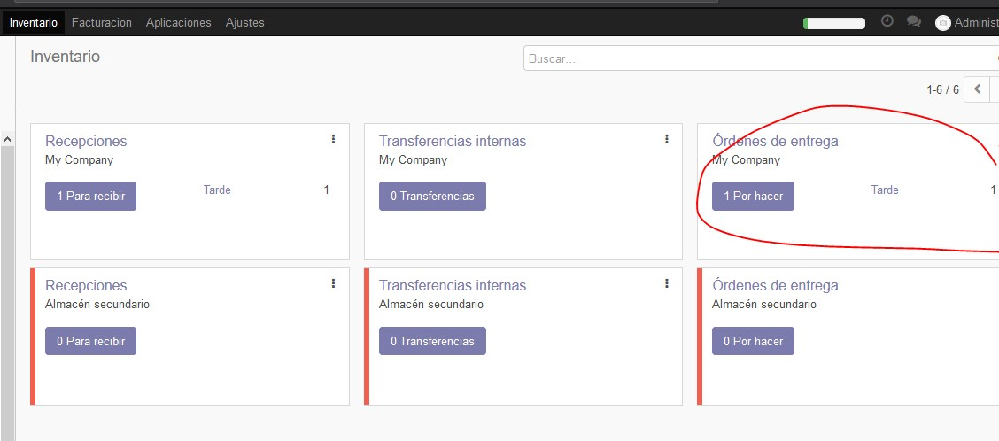 Inventario Facturacion Aplicaciones Ajustes Administ
Inventario
Buscar...
1-6 / 6
Recepciones
My Company
1 Para recibir Tarde 1
Transferencias internas
My Company
0 Transferencias
Órdenes de entrega
My Company
1 Por hacer Tarde 1
Recepciones
Almacén secundario
0 Para recibir
Transferencias internas
Almacén secundario
0 Transferencias
Órdenes de entrega
Almacén secundario
0 Por hacer